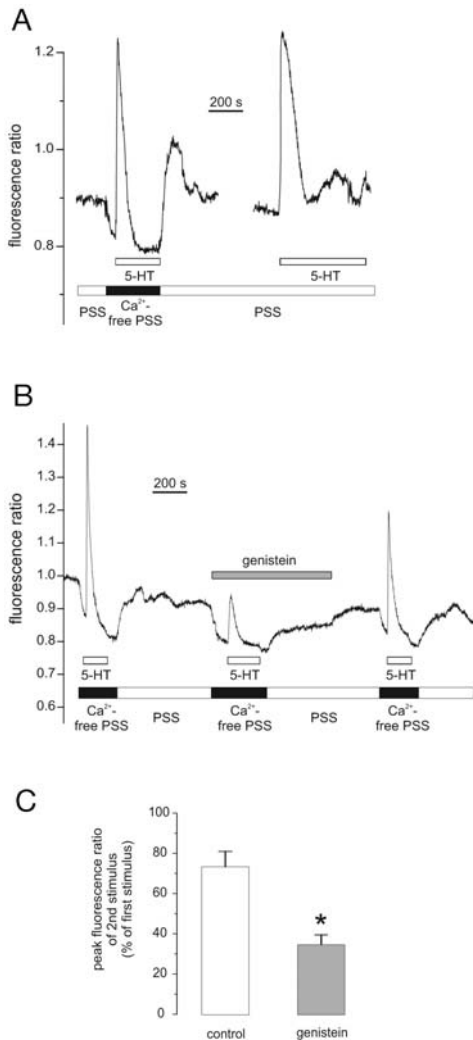 A
fluorescence ratio
1.2
1.0
0.8
200 s
5-HT
5-HT
PSS
Ca²⁺-
free PSS
PSS
B
fluorescence ratio
1.4
1.3
1.2
1.1
1.0
0.9
0.8
0.7
0.6
200 s
genistein
5-HT
5-HT
5-HT
Ca²⁺-
free PSS
PSS
Ca²⁺-
free PSS
PSS
Ca²⁺-
free PSS
C
peak fluorescence ratio
of 2nd stimulus
(% of first stimulus)
100
80
60
40
20
0
*
control
genistein